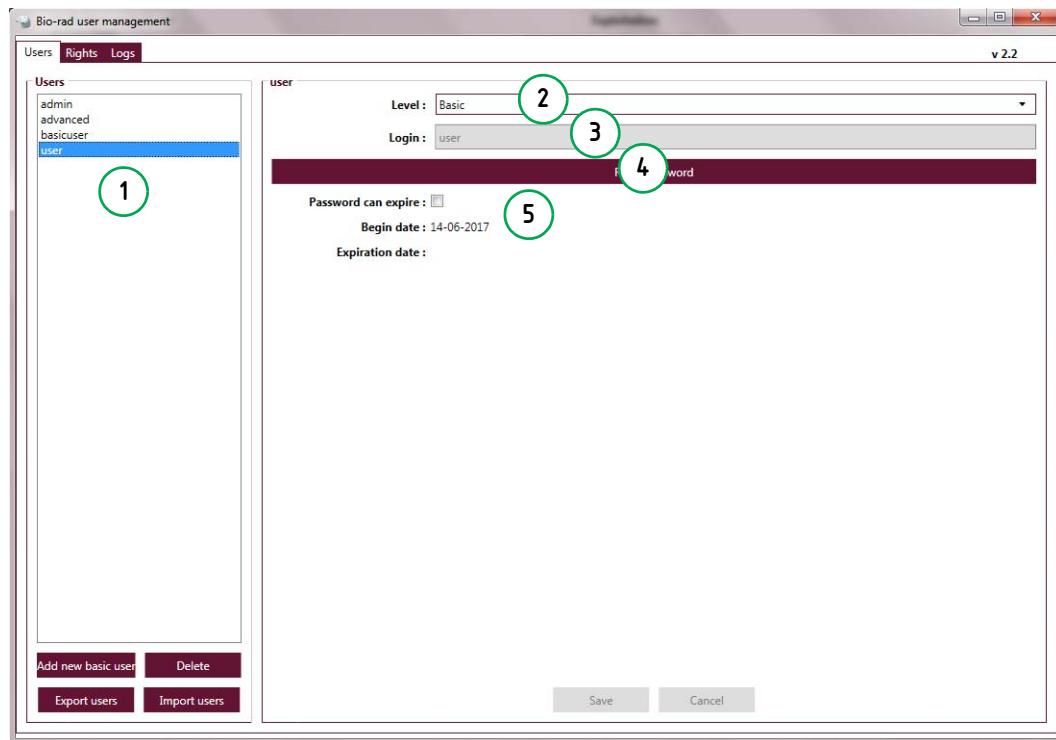 Bio-rad user management
Users Rights Logs
v 2.2
Users
admin
advanced
basicuser
user
1
Add new basic user
Delete
Export users
Import users
user
Level : Basic
2
Login : user
3
4
Password can expire :
5
Begin date : 14-06-2017
Expiration date :
Save
Cancel